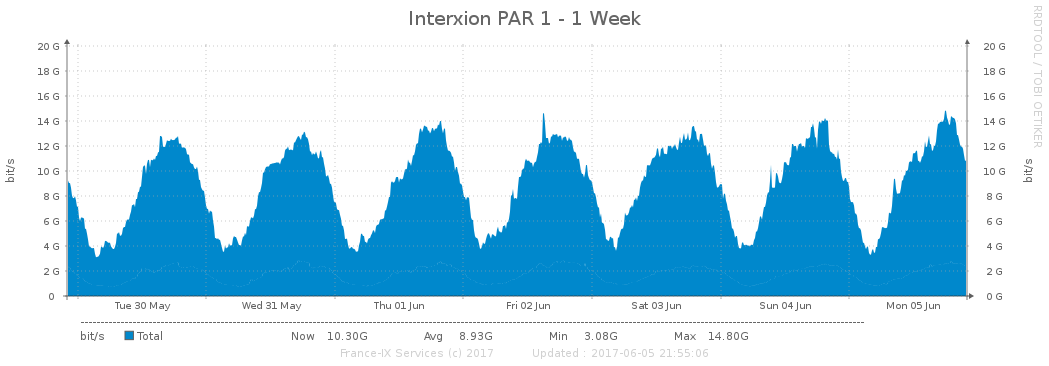 Interxion PAR 1 - 1 Week
RRDTOOL / TOBI OETIKER
20 G 20 G
18 G 18 G
16 G 16 G
14 G 14 G
12 G 12 G
10 G 10 G
8 G 8 G
6 G 6 G
4 G 4 G
2 G 2 G
0 0 G
bit/s bit/s
Tue 30 May Wed 31 May Thu 01 Jun Fri 02 Jun Sat 03 Jun Sun 04 Jun Mon 05 Jun
bit/s Total Now 10.30G Avg 8.93G Min 3.08G Max 14.80G
France-IX Services (c) 2017 Updated : 2017-06-05 21:55:06